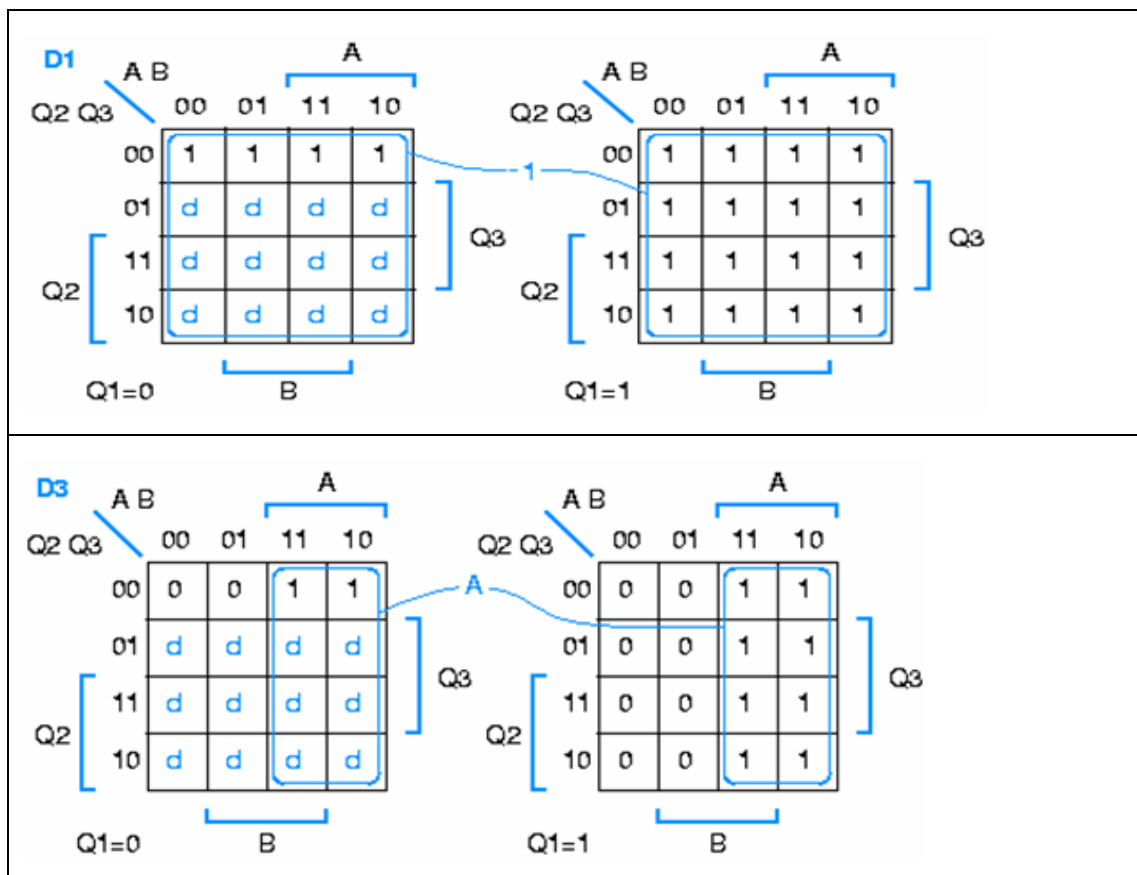 D1
A
A
A B
A B
Q2 Q3
00 01 11 10
Q2 Q3
00 01 11 10
00 1 1 1 1
1
00 1 1 1 1
01 d d d d
01 1 1 1 1
Q3
Q3
11 d d d d
11 1 1 1 1
Q2
Q2
10 d d d d
10 1 1 1 1
Q1=0
B
Q1=1
B
D3
A
A
A B
A B
Q2 Q3
00 01 11 10
Q2 Q3
00 01 11 10
00 0 0 1 1
A
00 0 0 1 1
01 d d d d
01 0 0 1 1
Q3
Q3
11 d d d d
11 0 0 1 1
Q2
Q2
10 d d d d
10 0 0 1 1
Q1=0
B
Q1=1
B